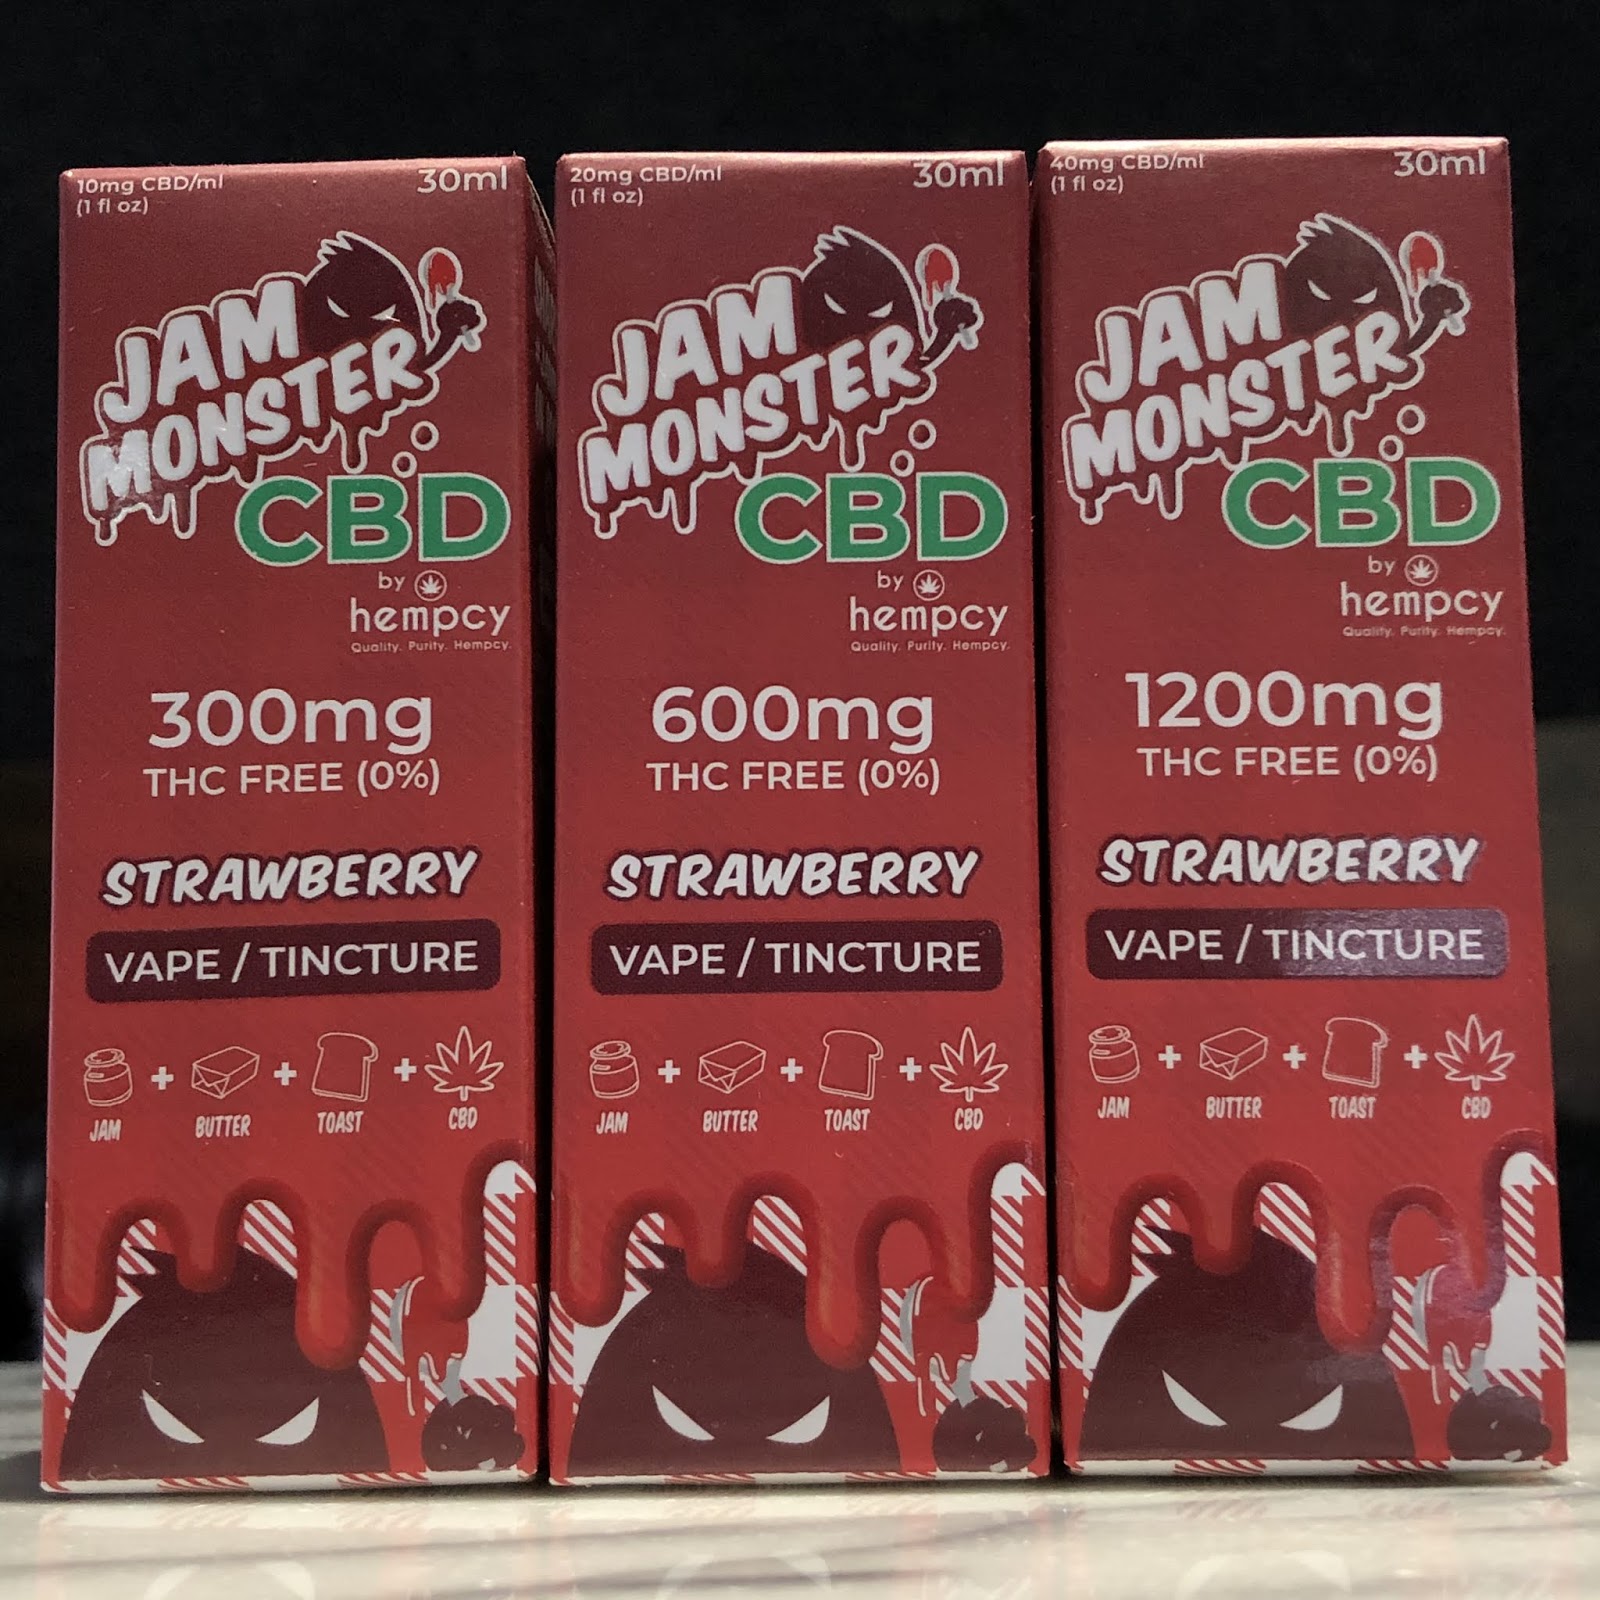 10mg CBD/ml
(1 fl oz)
30ml
JAM
MONSTER
CBD
by
hempcy
Quality. Purity. Hempcy.
300mg
THC FREE (0%)
STRAWBERRY
VAPE / TINCTURE
JAM + BUTTER + TOAST + CBD
20mg CBD/ml
(1 fl oz)
30ml
JAM
MONSTER
CBD
by
hempcy
Quality. Purity. Hempcy.
600mg
THC FREE (0%)
STRAWBERRY
VAPE / TINCTURE
JAM + BUTTER + TOAST + CBD
40mg CBD/ml
(1 fl oz)
30ml
JAM
MONSTER
CBD
by
hempcy
Quality. Purity. Hempcy.
1200mg
THC FREE (0%)
STRAWBERRY
VAPE / TINCTURE
JAM + BUTTER + TOAST + CBD